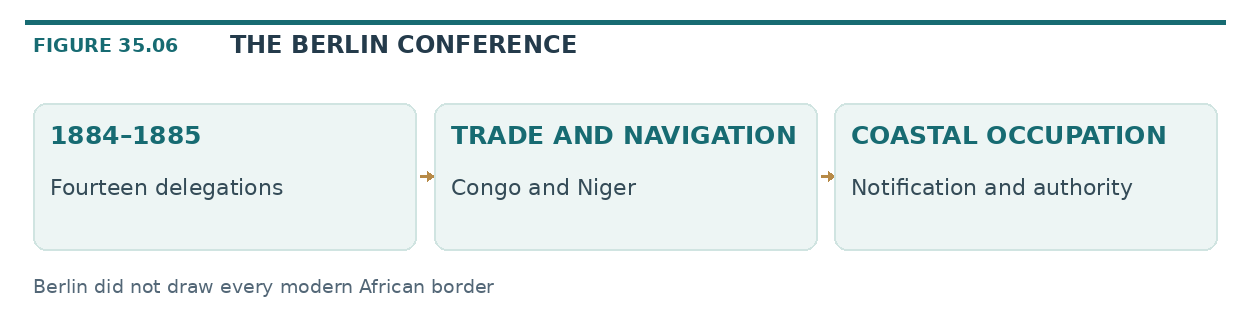 FIGURE 35.06 THE BERLIN CONFERENCE
1884–1885
Fourteen delegations
TRADE AND NAVIGATION
Congo and Niger
COASTAL OCCUPATION
Notification and authority
Berlin did not draw every modern African border